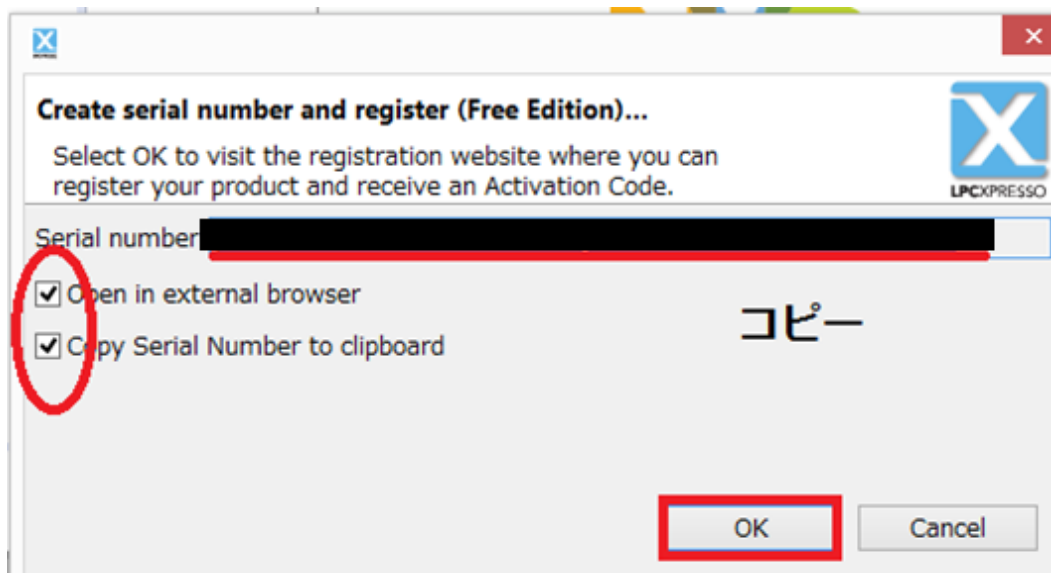 Create serial number and register (Free Edition)...
Select OK to visit the registration website where you can
register your product and receive an Activation Code.
LPCXPRESSO
Serial number
Open in external browser
Copy Serial Number to clipboard
コピー
OK
Cancel